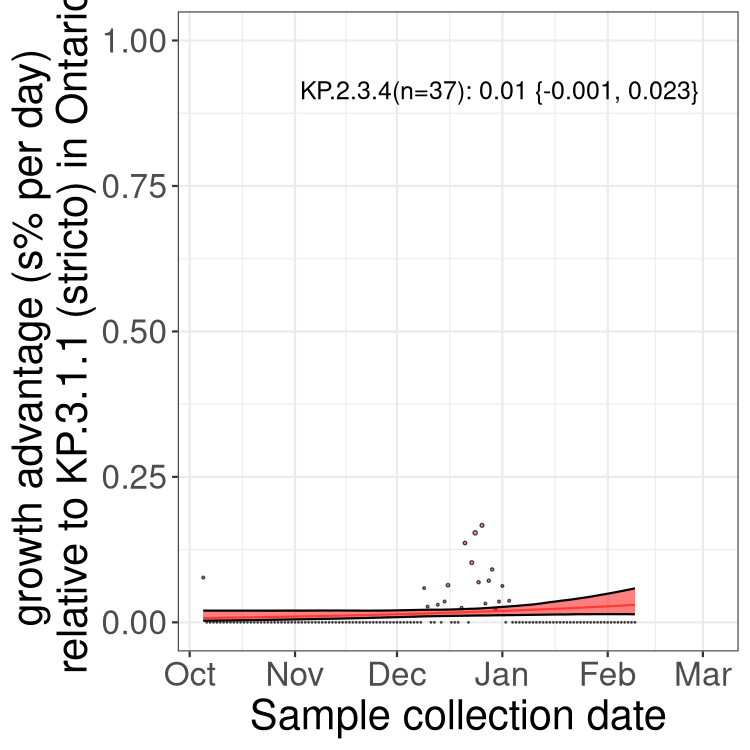 growth advantage (s% per day)
relative to KP.3.1.1 (stricto) in Ontario
1.00
0.75
0.50
0.25
0.00
KP.2.3.4(n=37): 0.01 {-0.001, 0.023}
Oct Nov Dec Jan Feb Mar
Sample collection date